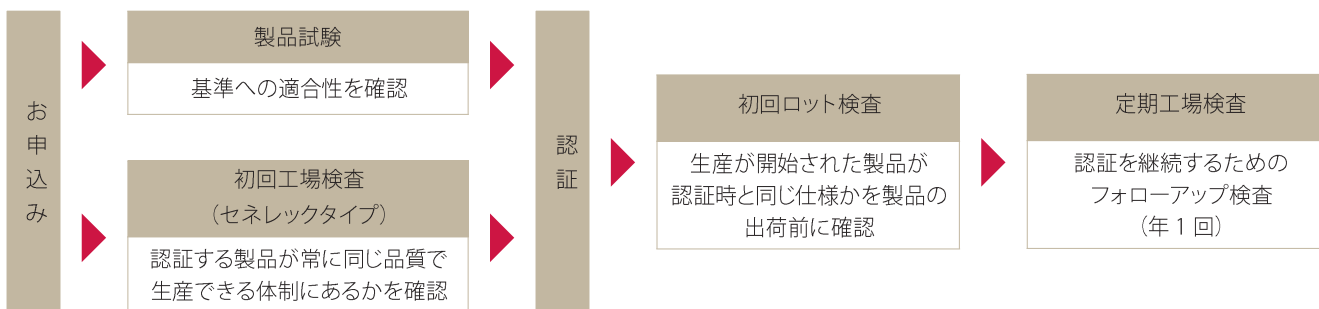 お申込み
製品試験
基準への適合性を確認
初回工場検査
（セネレックタイプ）
認証する製品が常に同じ品質で
生産できる体制にあるかを確認
認証
初回ロット検査
生産が開始された製品が
認証時と同じ仕様かを製品の
出荷前に確認
定期工場検査
認証を継続するための
フォローアップ検査
（年 1 回）